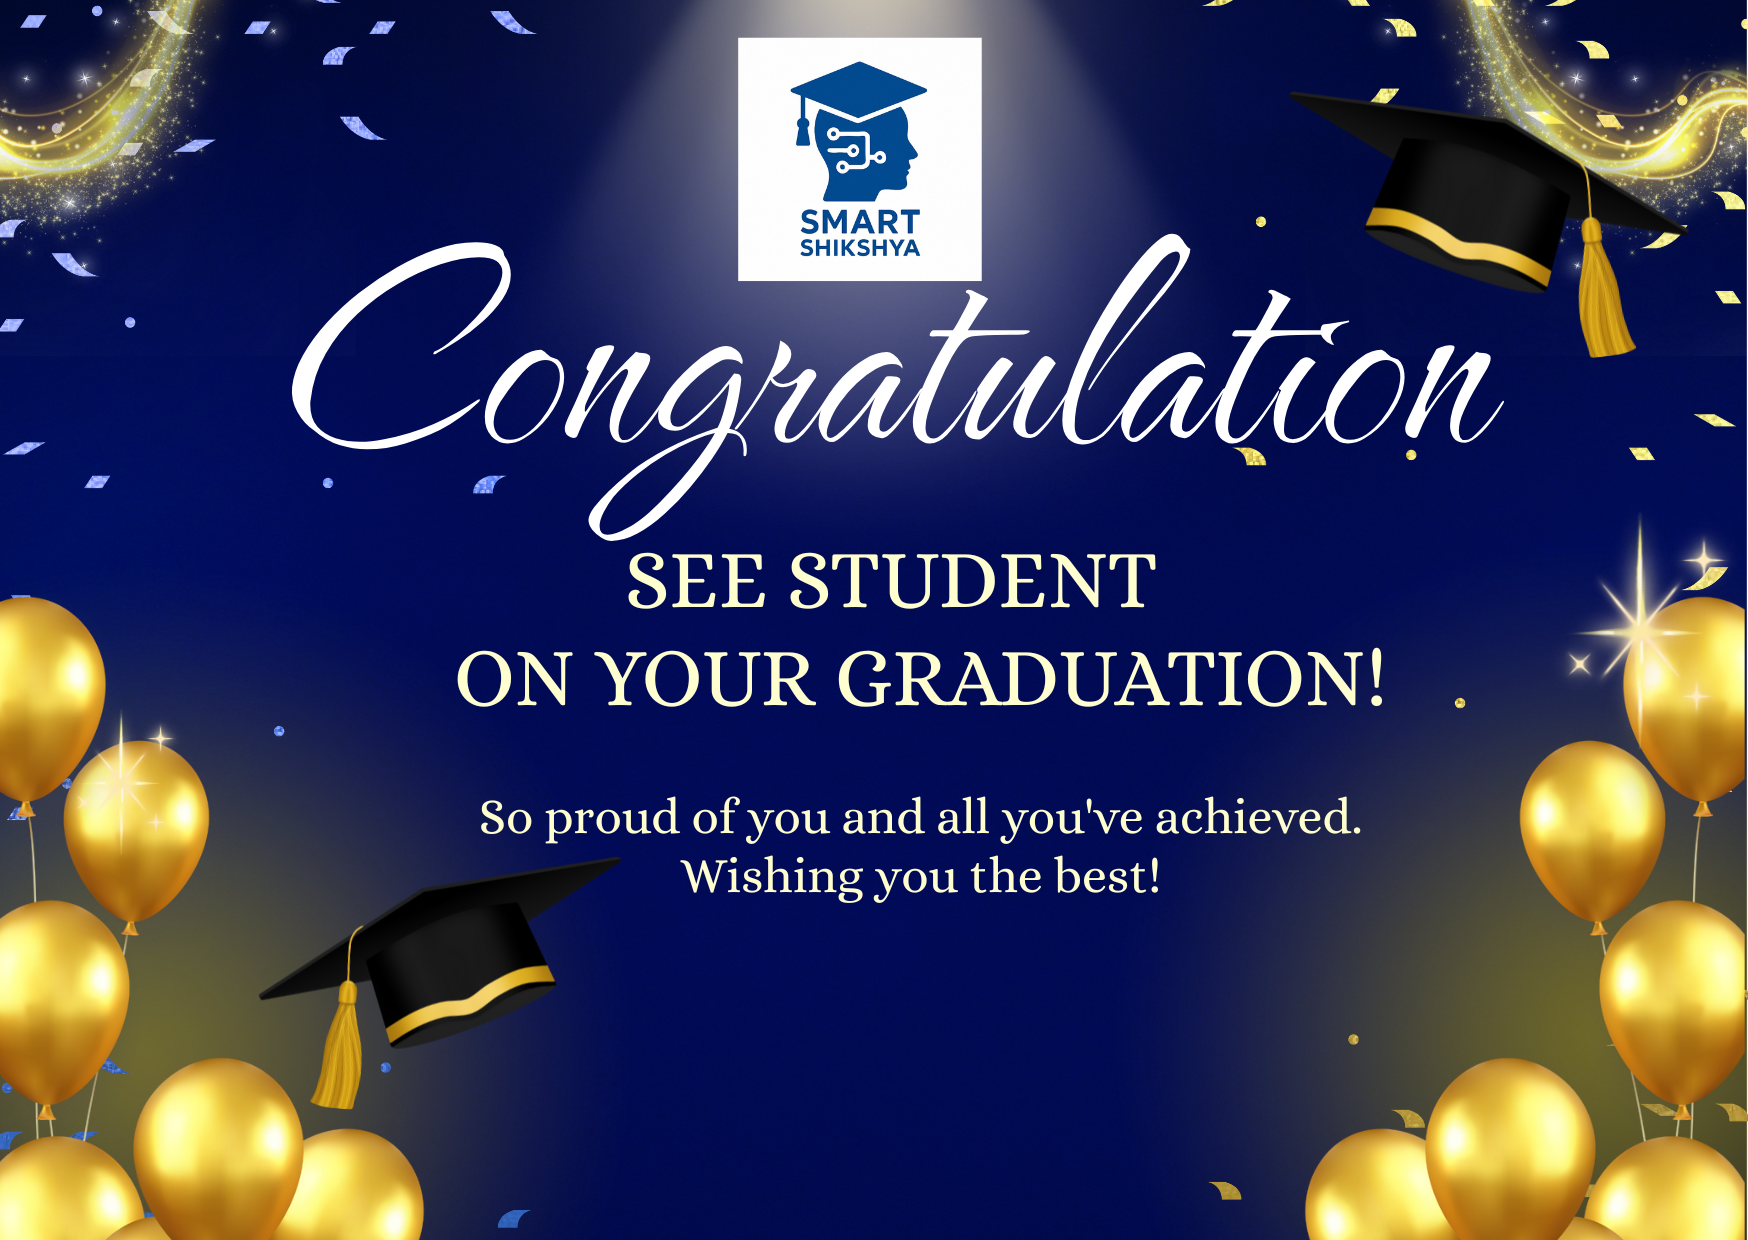 SMART
SHIKSHYA
Congratulation
SEE STUDENT
ON YOUR GRADUATION!
So proud of you and all you've achieved.
Wishing you the best!